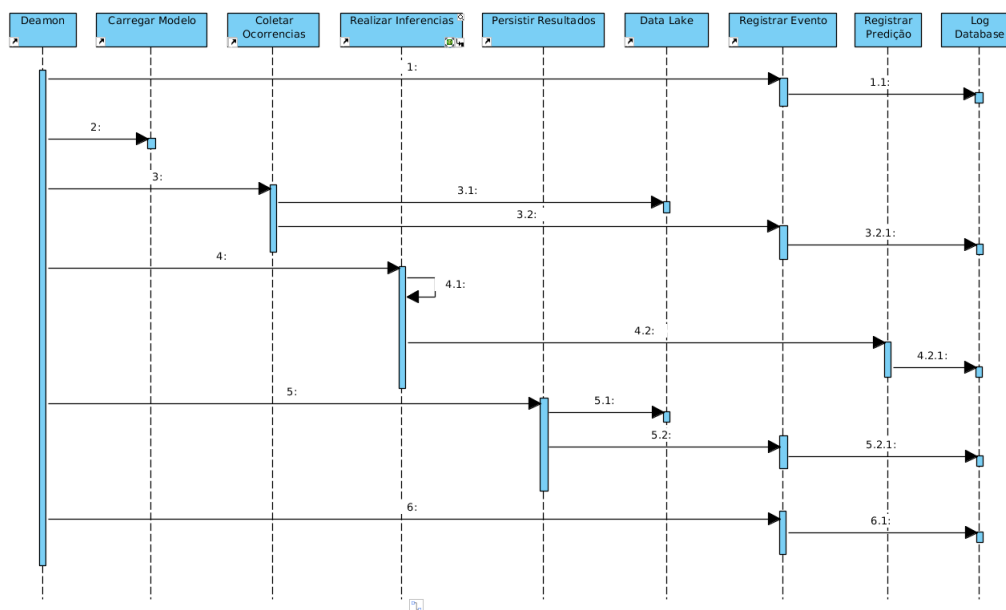 Deamon
Carregar Modelo
Coletar
Ocorrencias
Realizar Inferencias
Persistir Resultados
Data Lake
Registrar Evento
Registrar
Predição
Log
Database
1:
1.1:
2:
3:
3.1:
3.2:
3.2.1:
4:
4.1:
4.2:
4.2.1:
5:
5.1:
5.2:
5.2.1:
6:
6.1: